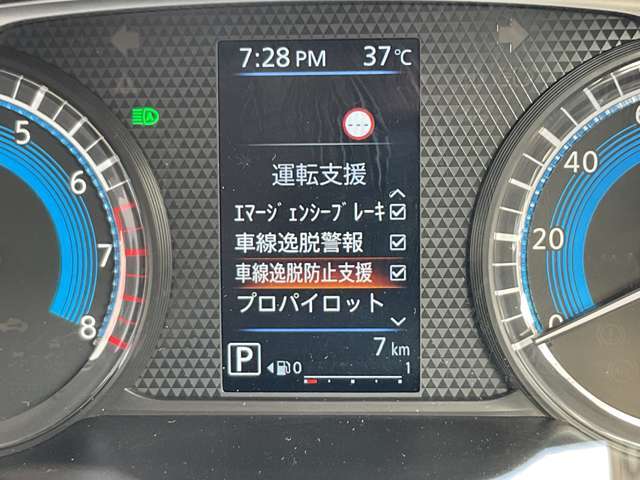 7:28 PM 37℃
運転支援
ｴﾏｰｼﾞｪﾝｼｰﾌﾞﾚｰｷ
車線逸脱警報
車線逸脱防止支援
プロパイロット
7 km
P 0 1
5
6
7
8
40
20
0
A